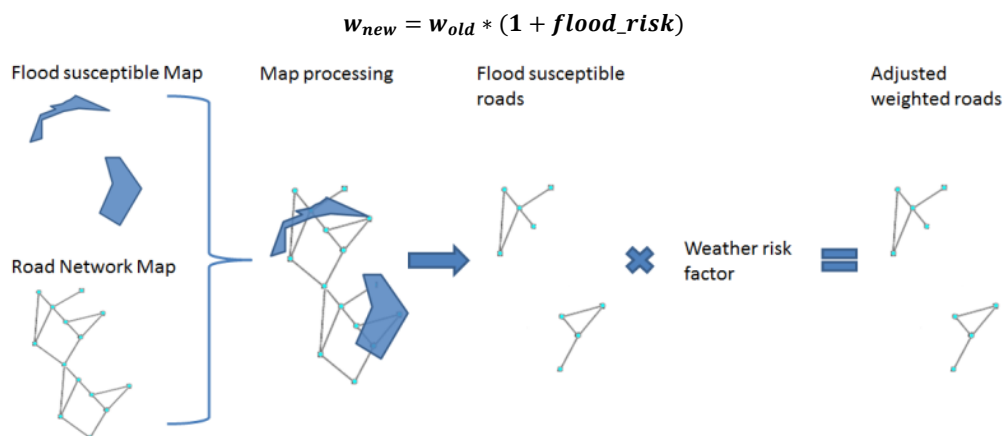 w_new = w_old * (1 + flood_risk)
Flood susceptible Map
Map processing
Flood susceptible
roads
Adjusted
weighted roads
Road Network Map
Weather risk
factor